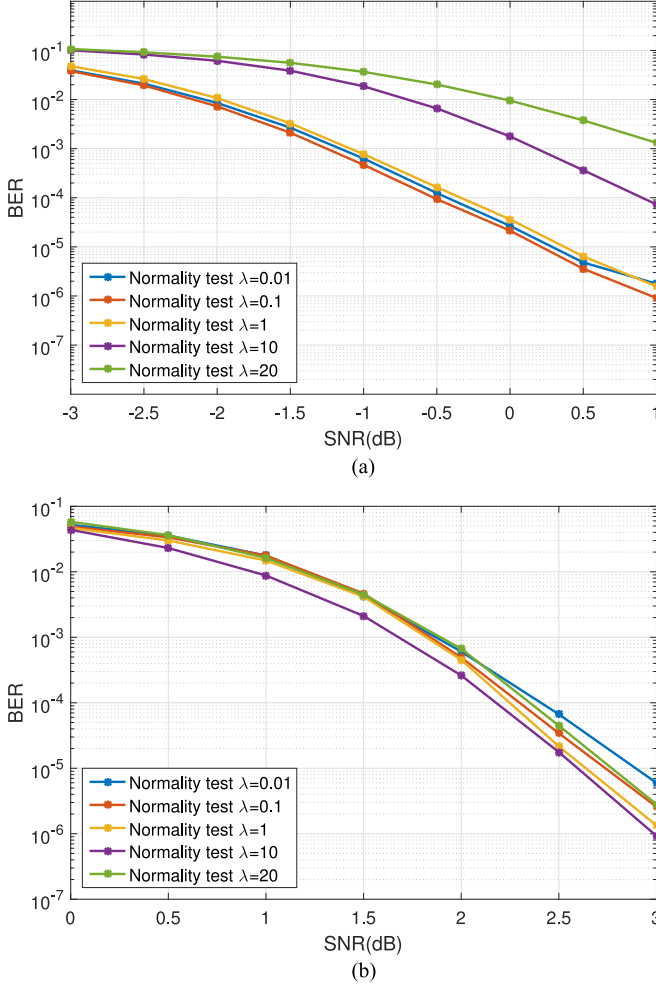 10^-1
10^-2
10^-3
10^-4
10^-5
10^-6
10^-7
BER
Normality test λ=0.01
Normality test λ=0.1
Normality test λ=1
Normality test λ=10
Normality test λ=20
-3 -2.5 -2 -1.5 -1 -0.5 0 0.5 1
SNR(dB)
(a)
10^-1
10^-2
10^-3
10^-4
10^-5
10^-6
10^-7
BER
Normality test λ=0.01
Normality test λ=0.1
Normality test λ=1
Normality test λ=10
Normality test λ=20
0 0.5 1 1.5 2 2.5 3
SNR(dB)
(b)